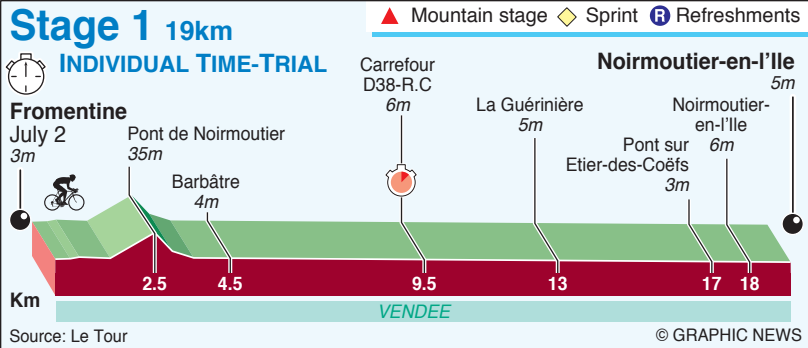 Stage 1 19km
INDIVIDUAL TIME-TRIAL
Mountain stage Sprint R Refreshments
Fromentine
July 2
3m
Pont de Noirmoutier
35m
Barbâtre
4m
Carrefour
D38-R.C
6m
La Guérinière
5m
Pont sur
Etier-des-Coëfs
3m
Noirmoutier-
en-l'Ile
6m
Noirmoutier-en-l'Ile
5m
2.5 4.5 9.5 13 17 18
Km
VENDEE
Source: Le Tour
© GRAPHIC NEWS